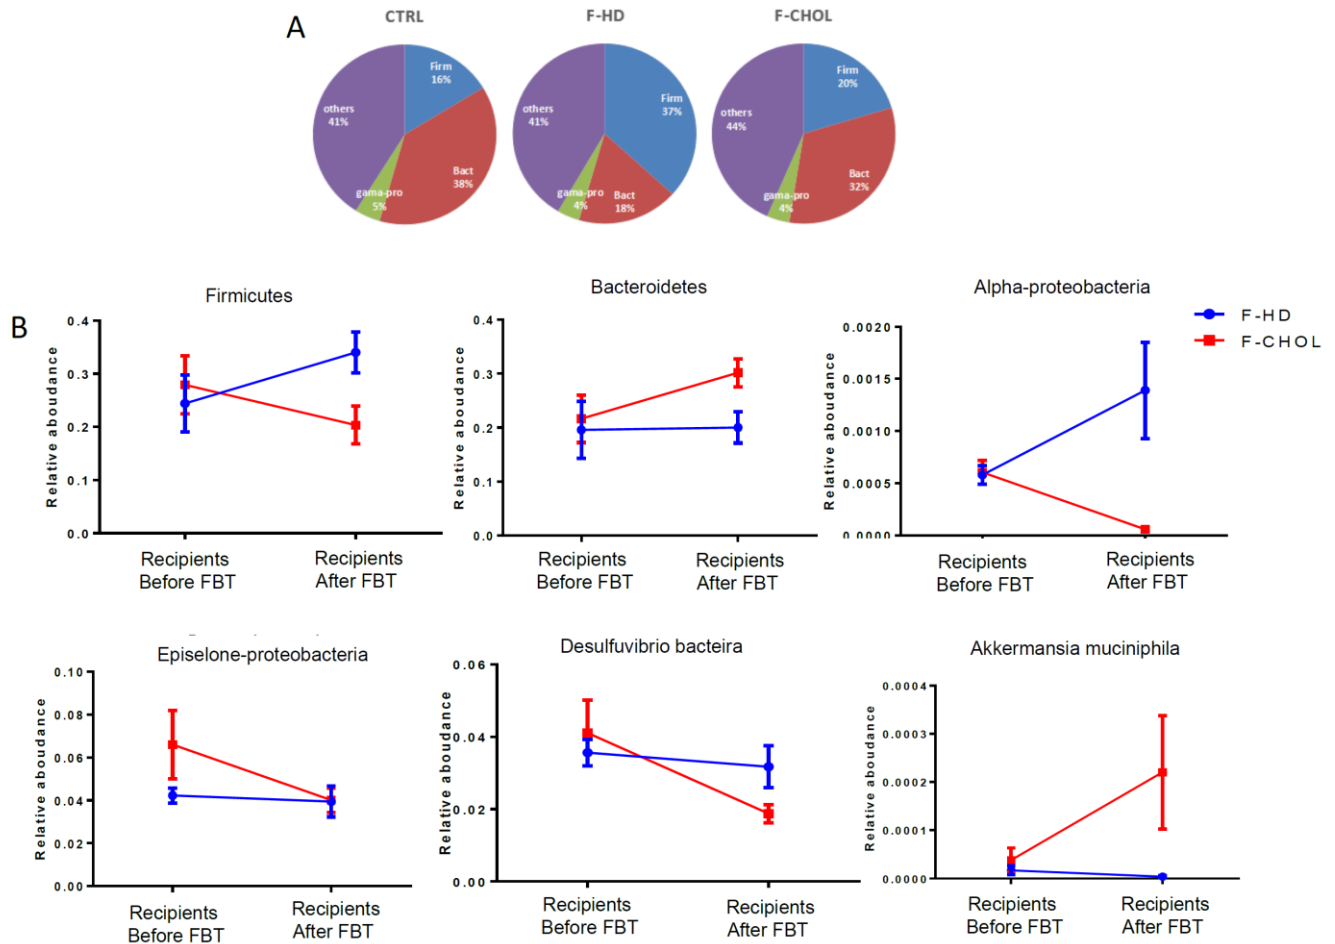 A
CTRL
F-HD
F-CHOL
Firm
16%
Bact
38%
gama-pro
5%
others
41%
Firm
37%
Bact
18%
gama-pro
4%
others
41%
Firm
20%
Bact
32%
gama-pro
4%
others
44%
B
Firmicutes
Relative aboudance
0.4
0.3
0.2
0.1
0.0
Recipients
Before FBT
Recipients
After FBT
Bacteroidetes
Relative aboudance
0.4
0.3
0.2
0.1
0.0
Recipients
Before FBT
Recipients
After FBT
Alpha-proteobacteria
Relative aboudance
0.0020
0.0015
0.0010
0.0005
0.0000
Recipients
Before FBT
Recipients
After FBT
F-HD
F-CHOL
Episelone-proteobacteria
Relative aboudance
0.10
0.08
0.06
0.04
0.02
0.00
Recipients
Before FBT
Recipients
After FBT
Desulfuvibrio bacteira
Relative aboudance
0.06
0.04
0.02
0.00
Recipients
Before FBT
Recipients
After FBT
Akkermansia muciniphila
Relative aboudance
0.0004
0.0003
0.0002
0.0001
0.0000
Recipients
Before FBT
Recipients
After FBT